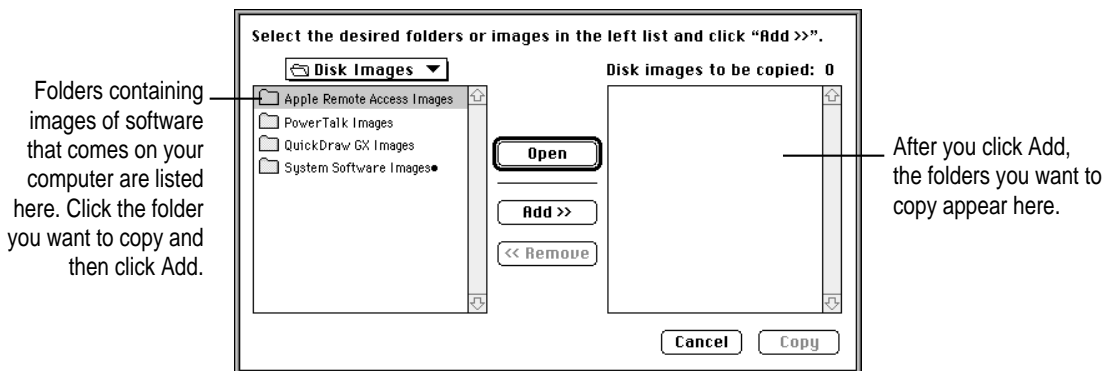 Select the desired folders or images in the left list and click “Add >>”.
Disk Images
Disk images to be copied: 0
Folders containing
images of software
that comes on your
computer are listed
here. Click the folder
you want to copy and
then click Add.
Apple Remote Access Images
PowerTalk Images
QuickDraw GX Images
System Software Images•
Open
Add >>
<< Remove
After you click Add,
the folders you want to
copy appear here.
Cancel
Copy